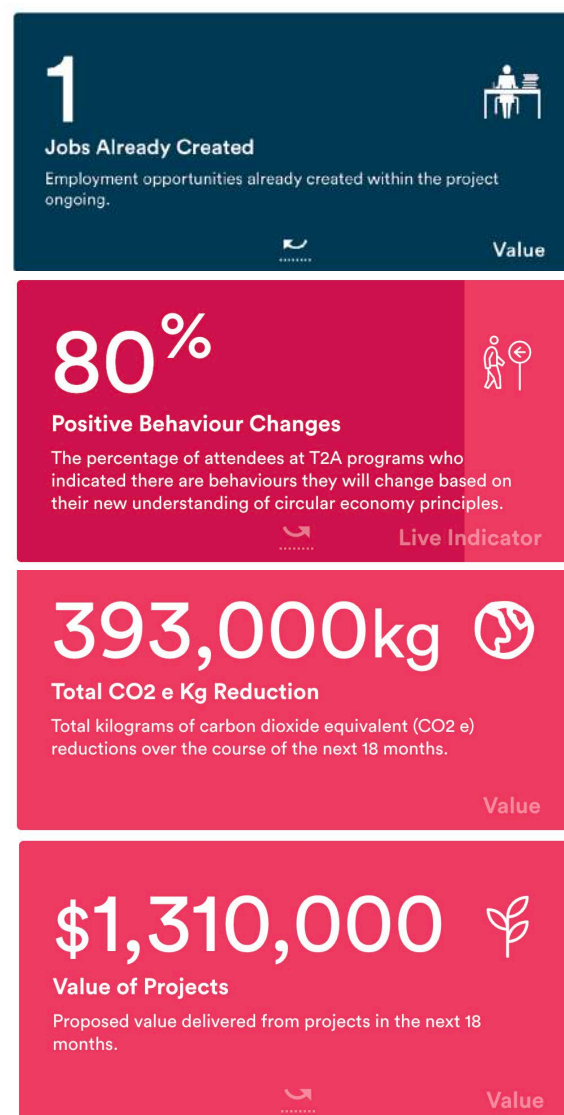 1
Jobs Already Created
Employment opportunities already created within the project
ongoing.
Value
80%
Positive Behaviour Changes
The percentage of attendees at T2A programs who
indicated there are behaviours they will change based on
their new understanding of circular economy principles.
Live Indicator
393,000kg
Total CO2 e Kg Reduction
Total kilograms of carbon dioxide equivalent (CO2 e)
reductions over the course of the next 18 months.
Value
$1,310,000
Value of Projects
Proposed value delivered from projects in the next 18
months.
Value